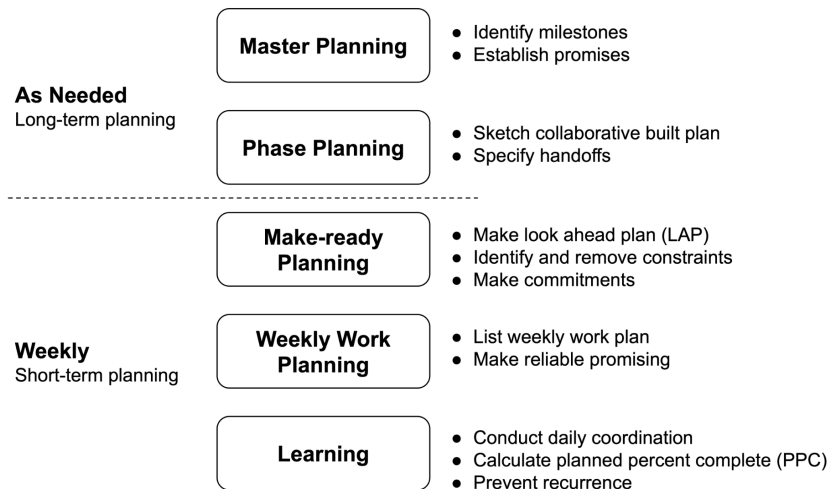 Master Planning
● Identify milestones
● Establish promises
As Needed
Long-term planning
Phase Planning
● Sketch collaborative built plan
● Specify handoffs
Make-ready
Planning
● Make look ahead plan (LAP)
● Identify and remove constraints
● Make commitments
Weekly
Short-term planning
Weekly Work
Planning
● List weekly work plan
● Make reliable promising
Learning
● Conduct daily coordination
● Calculate planned percent complete (PPC)
● Prevent recurrence